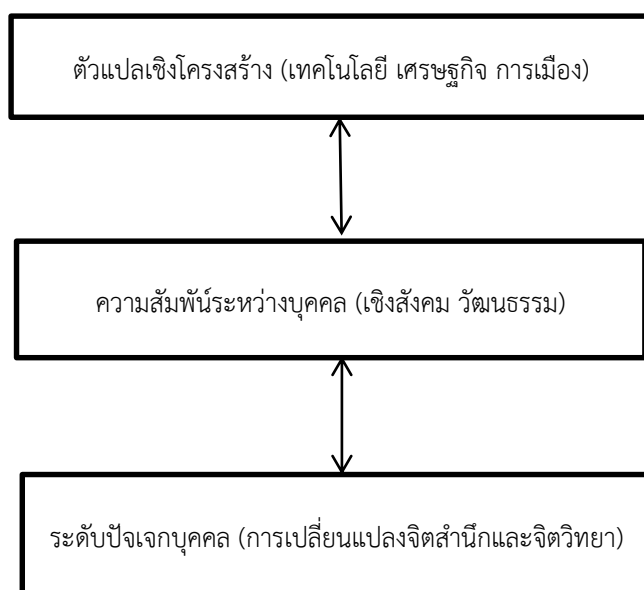 ตัวแปลเชิงโครงสร้าง (เทคโนโลยี เศรษฐกิจ การเมือง)
ความสัมพันํระหว่างบุคคล (เชิงสังคม วัฒนธรรม)
ระดับปัจเจกบุคคล (การเปลี่ยนแปลงจิตสำนึกและจิตวิทยา)